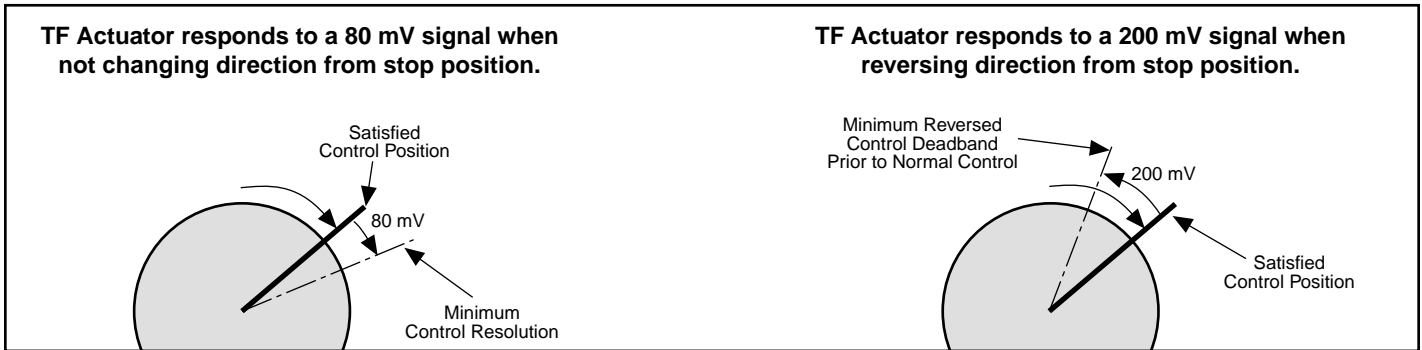 TF Actuator responds to a 80 mV signal when
not changing direction from stop position.
Satisfied
Control Position
80 mV
Minimum
Control Resolution
TF Actuator responds to a 200 mV signal when
reversing direction from stop position.
Minimum Reversed
Control Deadband
Prior to Normal Control
200 mV
Satisfied
Control Position